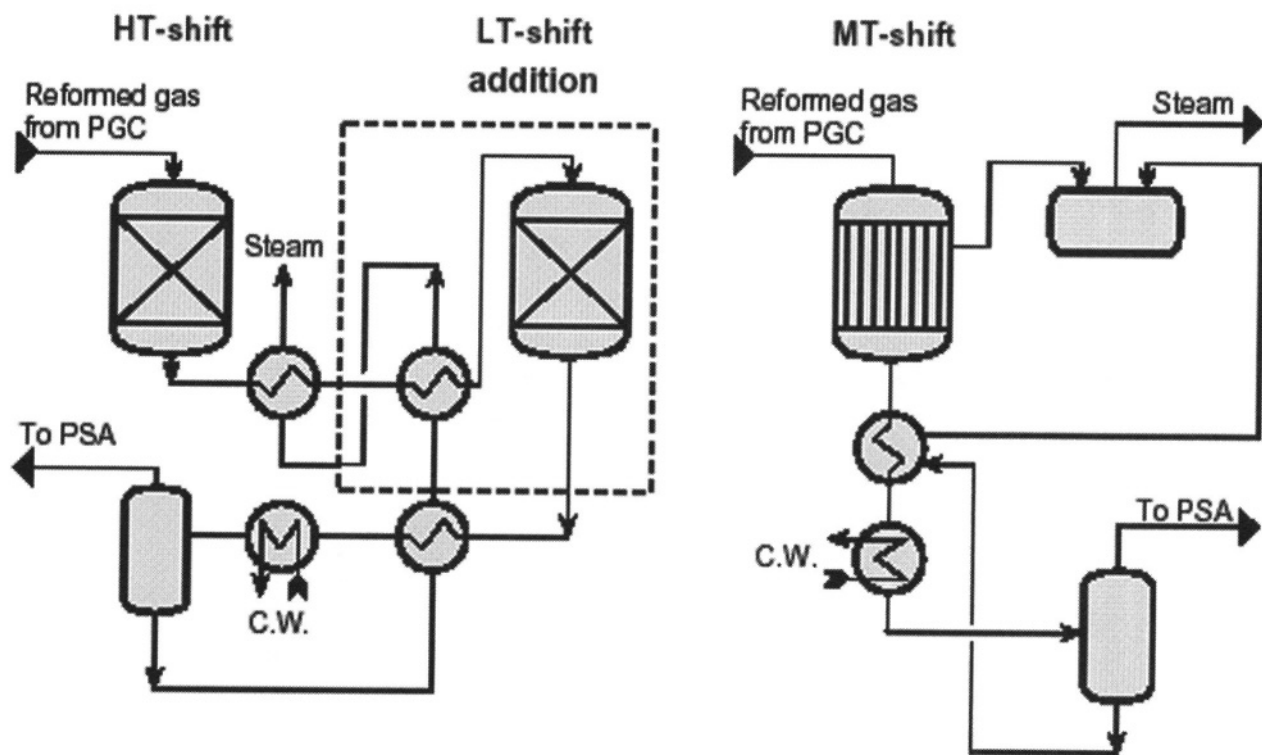 HT-shift
LT-shift
addition
Reformed gas
from PGC
Steam
To PSA
C.W.
MT-shift
Reformed gas
from PGC
Steam
C.W.
To PSA